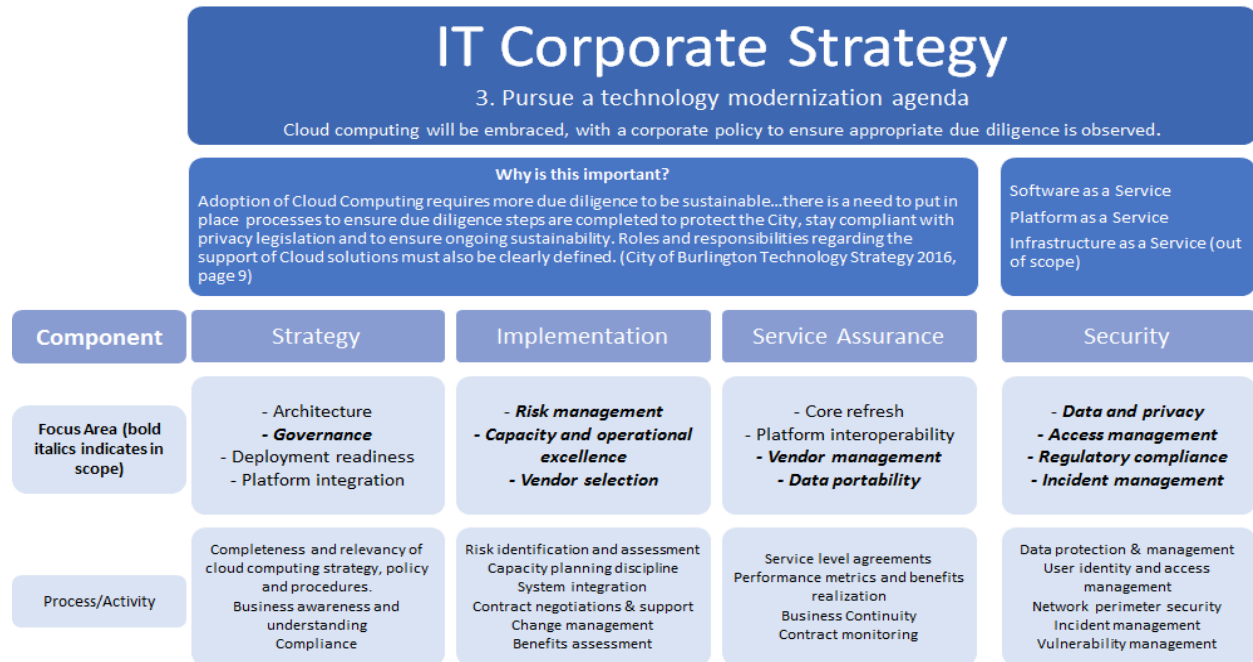 IT Corporate Strategy
3. Pursue a technology modernization agenda
Cloud computing will be embraced, with a corporate policy to ensure appropriate due diligence is observed.
Why is this important?
Adoption of Cloud Computing requires more due diligence to be sustainable...there is a need to put in
place processes to ensure due diligence steps are completed to protect the City, stay compliant with
privacy legislation and to ensure ongoing sustainability. Roles and responsibilities regarding the
support of Cloud solutions must also be clearly defined. (City of Burlington Technology Strategy 2016,
page 9)
Software as a Service
Platform as a Service
Infrastructure as a Service (out
of scope)
Component
Strategy
Implementation
Service Assurance
Security
Focus Area (bold
italics indicates in
scope)
- Architecture
- Governance
- Deployment readiness
- Platform integration
- Risk management
- Capacity and operational
excellence
- Vendor selection
- Core refresh
- Platform interoperability
- Vendor management
- Data portability
- Data and privacy
- Access management
- Regulatory compliance
- Incident management
Process/Activity
Completeness and relevancy of
cloud computing strategy, policy
and procedures.
Business awareness and
understanding
Compliance
Risk identification and assessment
Capacity planning discipline
System integration
Contract negotiations & support
Change management
Benefits assessment
Service level agreements
Performance metrics and benefits
realization
Business Continuity
Contract monitoring
Data protection & management
User identity and access
management
Network perimeter security
Incident management
Vulnerability management